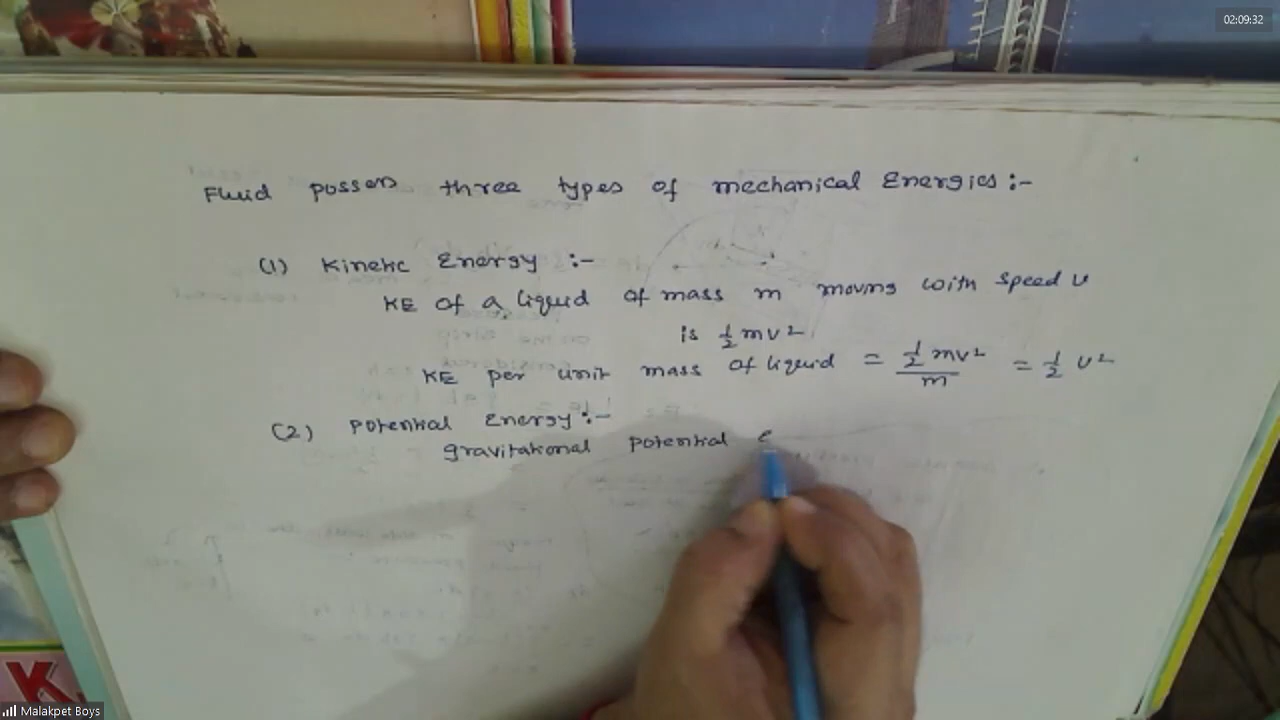 02:09:32
Fluid possess three types of mechanical Energies :-
(1) Kinetic Energy :-
KE of a liquid of mass m moving with speed v
is ½ mv²
KE per unit mass of liquid = ½ mv² / m = ½ v²
(2) Potential Energy :-
gravitational potential e
K
Malakpet Boys